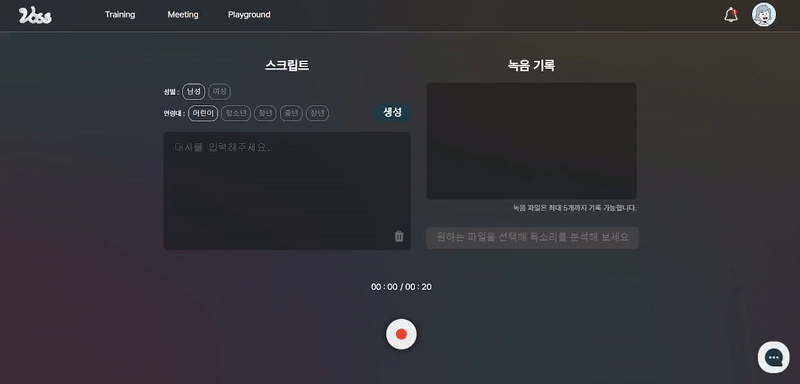 Voss
Training
Meeting
Playground
스크립트
성별 : 남성 여성
연령대 : 어린이 청소년 청년 중년 장년
생성
대사를 입력해주세요.
녹음 기록
녹음 파일은 최대 5개까지 기록 가능합니다.
원하는 파일을 선택해 목소리를 분석해 보세요
00 : 00 / 00 : 20